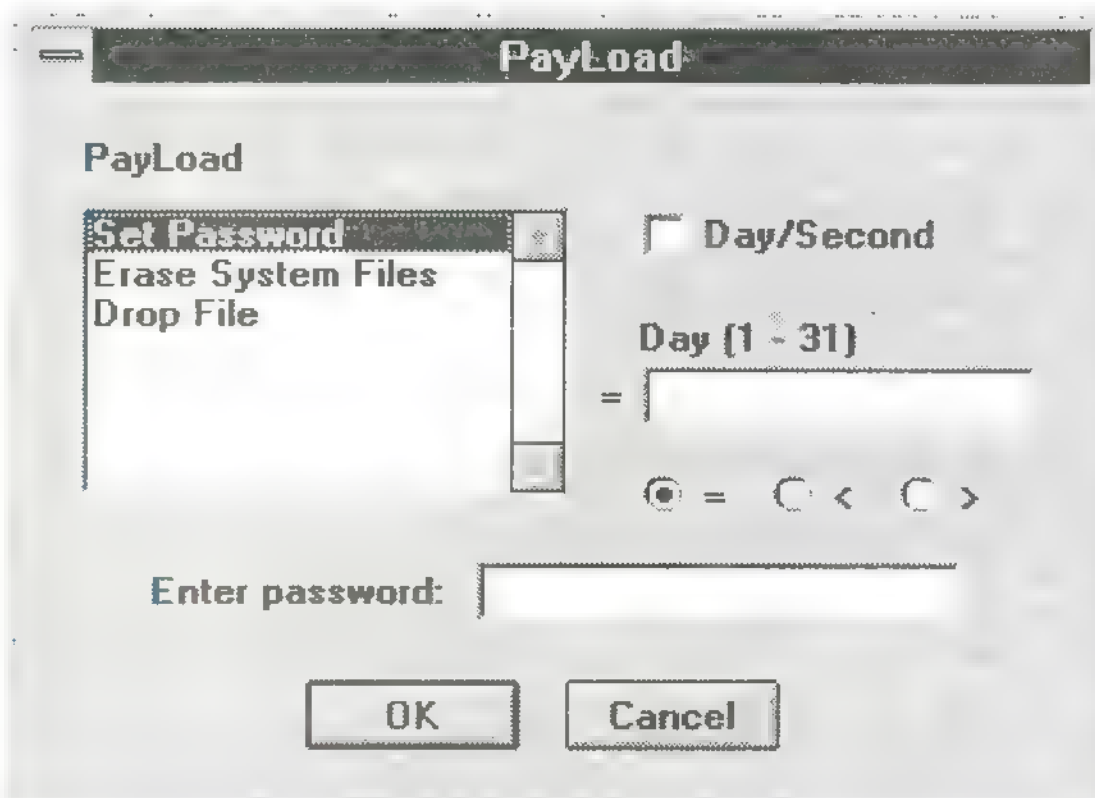 PayLoad
PayLoad
Set Password
Erase System Files
Drop File
Day/Second
Day (1 - 31)
=
= < >
Enter password:
OK Cancel